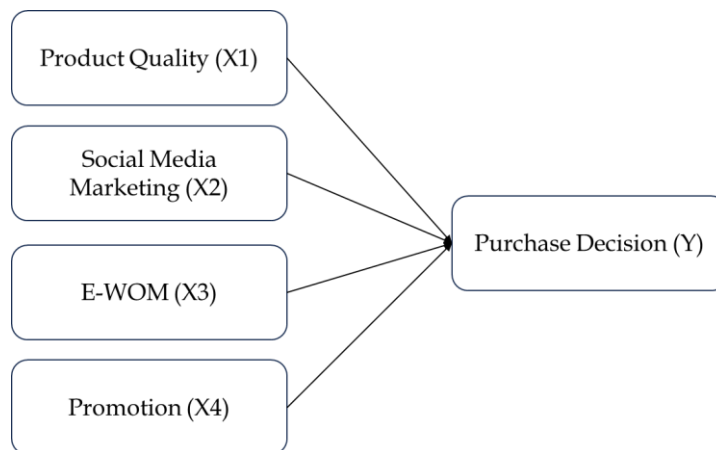 Product Quality (X1)
Social Media
Marketing (X2)
E-WOM (X3)
Promotion (X4)
Purchase Decision (Y)